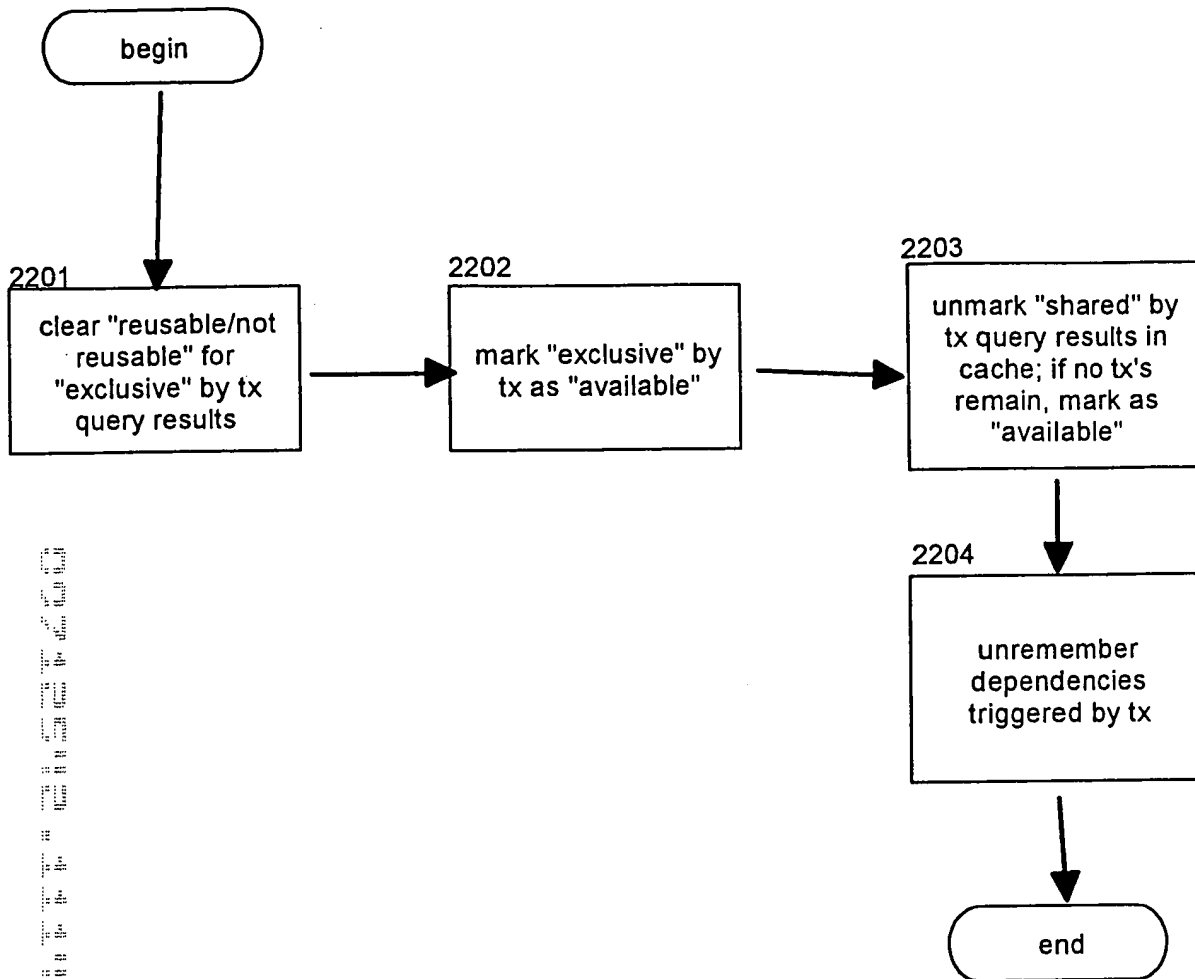 begin
2201
clear "reusable/not
reusable" for
"exclusive" by tx
query results
2202
mark "exclusive" by
tx as "available"
2203
unmark "shared" by
tx query results in
cache; if no tx's
remain, mark as
"available"
2204
unremember
dependencies
triggered by tx
end